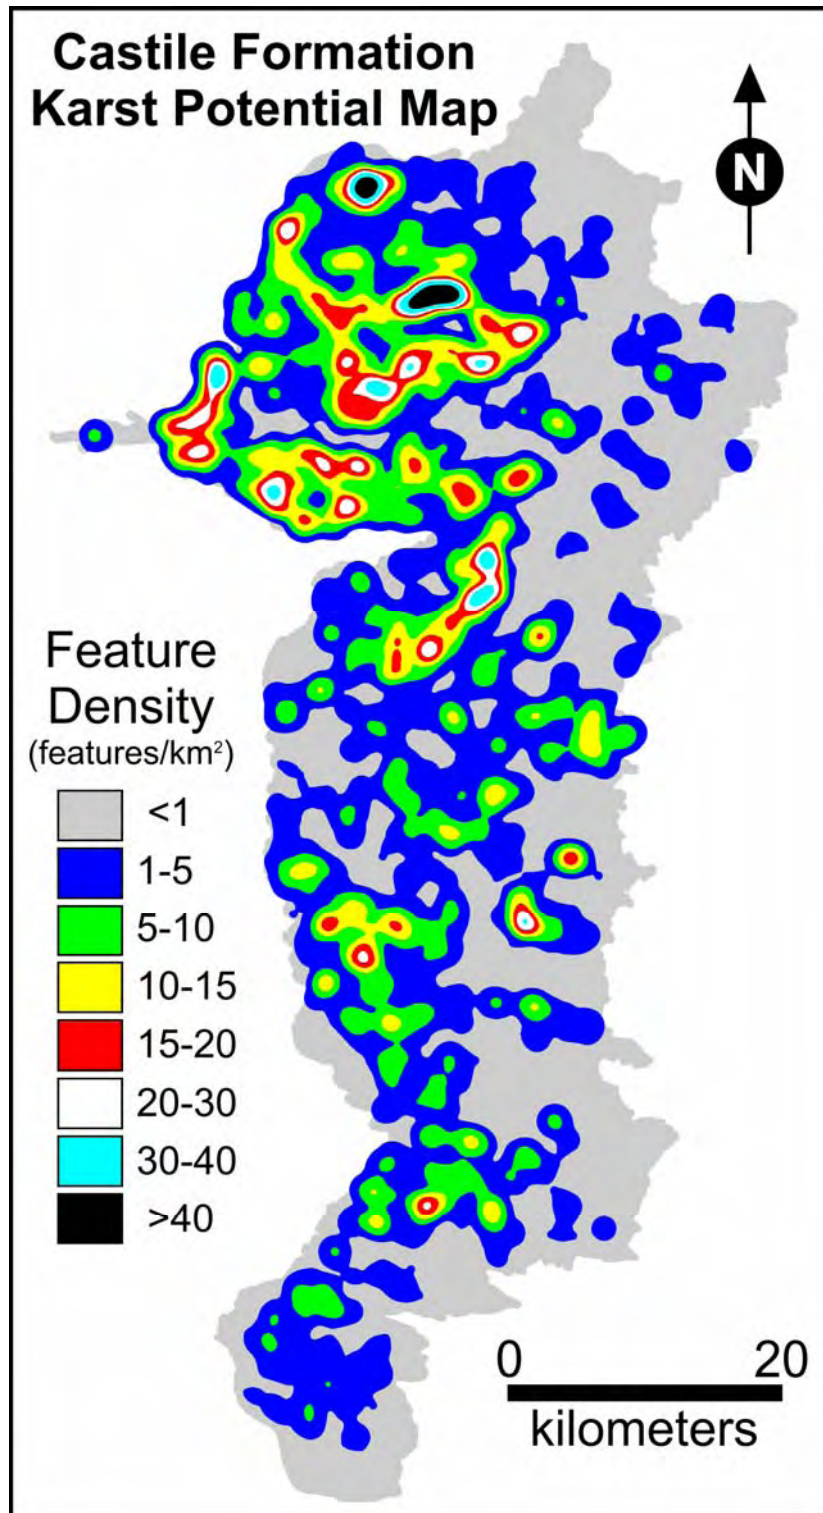 Castile Formation
Karst Potential Map
N
Feature
Density
(features/km²)
<1
1-5
5-10
10-15
15-20
20-30
30-40
>40
0 20
kilometers